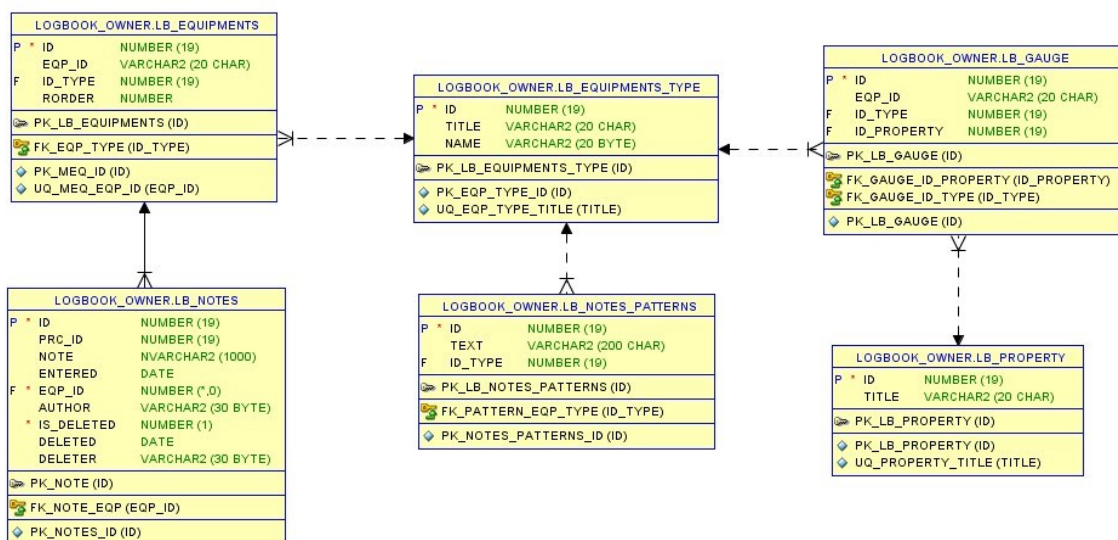 LOGBOOK_OWNER.LB_EQUIPMENTS
P * ID NUMBER (19)
EQP_ID VARCHAR2 (20 CHAR)
F ID_TYPE NUMBER (19)
RORDER NUMBER
PK_LB_EQUIPMENTS (ID)
FK_EQP_TYPE (ID_TYPE)
PK_MEQ_ID (ID)
UQ_MEQ_EQP_ID (EQP_ID)
LOGBOOK_OWNER.LB_EQUIPMENTS_TYPE
P * ID NUMBER (19)
TITLE VARCHAR2 (20 CHAR)
NAME VARCHAR2 (20 BYTE)
PK_LB_EQUIPMENTS_TYPE (ID)
PK_EQP_TYPE_ID (ID)
UQ_EQP_TYPE_TITLE (TITLE)
LOGBOOK_OWNER.LB_GAUGE
P * ID NUMBER (19)
EQP_ID VARCHAR2 (20 CHAR)
F ID_TYPE NUMBER (19)
F ID_PROPERTY NUMBER (19)
PK_LB_GAUGE (ID)
FK_GAUGE_ID_PROPERTY (ID_PROPERTY)
FK_GAUGE_ID_TYPE (ID_TYPE)
PK_LB_GAUGE (ID)
LOGBOOK_OWNER.LB_NOTES
P * ID NUMBER (19)
PRC_ID NUMBER (19)
NOTE NVARCHAR2 (1000)
ENTERED DATE
F * EQP_ID NUMBER (*,0)
AUTHOR VARCHAR2 (30 BYTE)
* IS_DELETED NUMBER (1)
DELETED DATE
DELETER VARCHAR2 (30 BYTE)
PK_NOTE (ID)
FK_NOTE_EQP (EQP_ID)
PK_NOTES_ID (ID)
LOGBOOK_OWNER.LB_NOTES_PATTERNS
P * ID NUMBER (19)
TEXT VARCHAR2 (200 CHAR)
F ID_TYPE NUMBER (19)
PK_LB_NOTES_PATTERNS (ID)
FK_PATTERN_EQP_TYPE (ID_TYPE)
PK_NOTES_PATTERNS_ID (ID)
LOGBOOK_OWNER.LB_PROPERTY
P * ID NUMBER (19)
TITLE VARCHAR2 (20 CHAR)
PK_LB_PROPERTY (ID)
PK_LB_PROPERTY (ID)
UQ_PROPERTY_TITLE (TITLE)